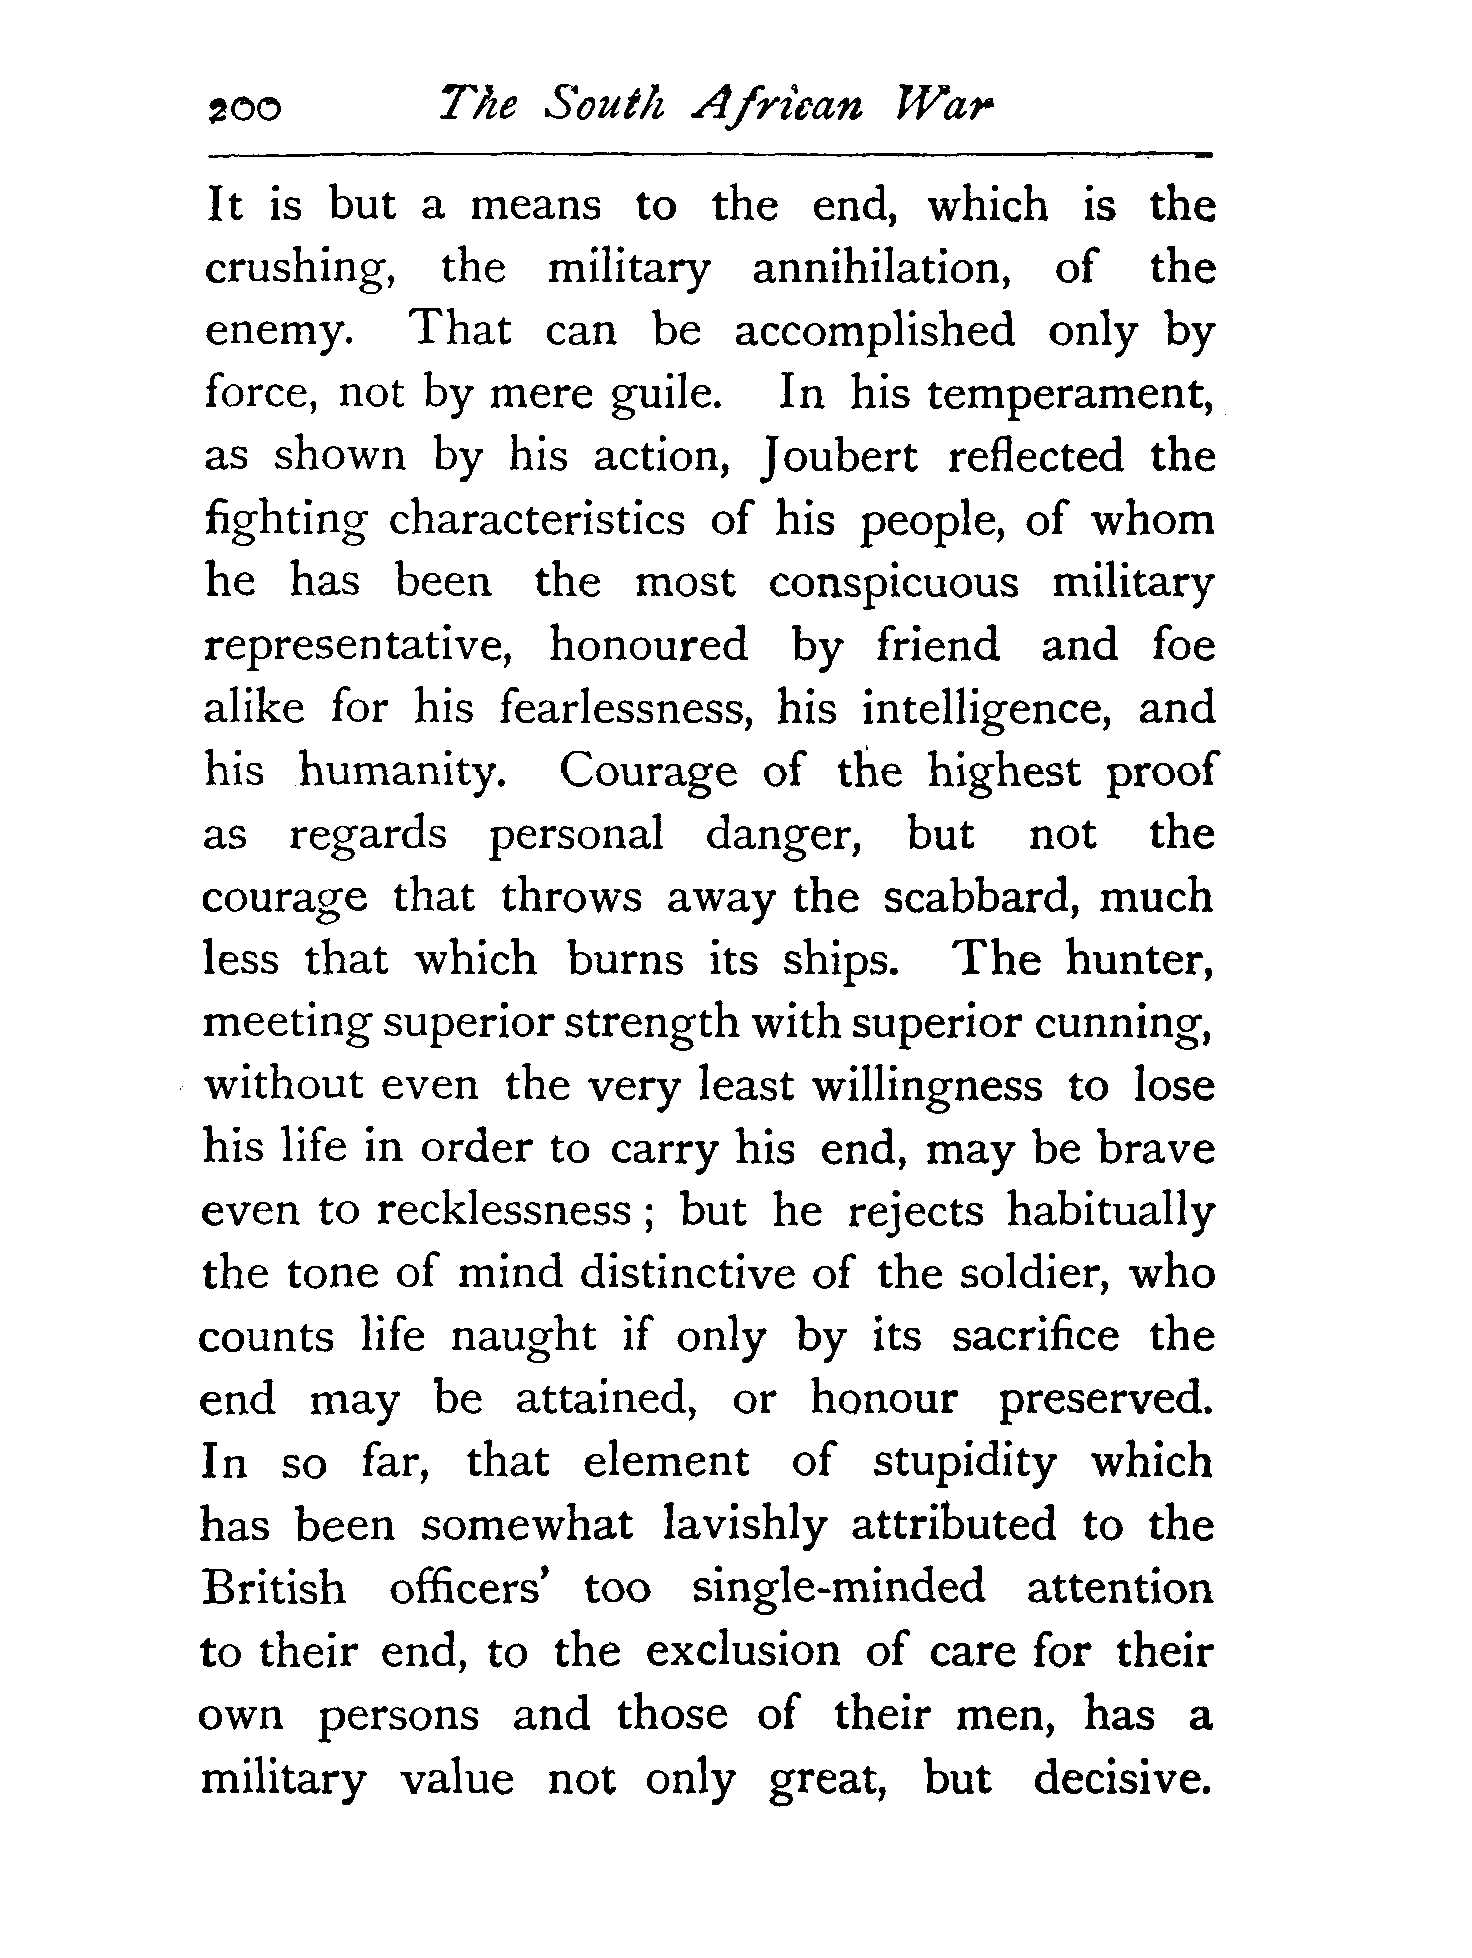 200 The South African War
It is but a means to the end, which is the
crushing, the military annihilation, of the
enemy. That can be accomplished only by
force, not by mere guile. In his temperament,
as shown by his action, Joubert reflected the
fighting characteristics of his people, of whom
he has been the most conspicuous military
representative, honoured by friend and foe
alike for his fearlessness, his intelligence, and
his humanity. Courage of the highest proof
as regards personal danger, but not the
courage that throws away the scabbard, much
less that which burns its ships. The hunter,
meeting superior strength with superior cunning,
without even the very least willingness to lose
his life in order to carry his end, may be brave
even to recklessness ; but he rejects habitually
the tone of mind distinctive of the soldier, who
counts life naught if only by its sacrifice the
end may be attained, or honour preserved.
In so far, that element of stupidity which
has been somewhat lavishly attributed to the
British officers' too single-minded attention
to their end, to the exclusion of care for their
own persons and those of their men, has a
military value not only great, but decisive.